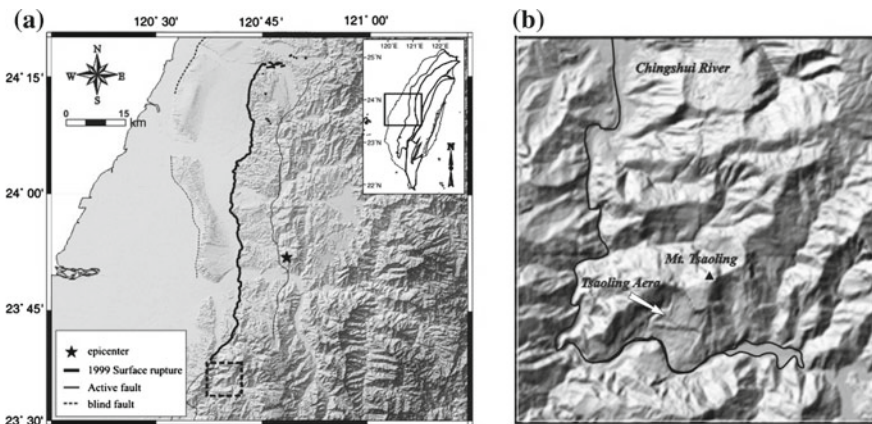 (a)
120° 30'
120° 45'
121° 00'
24° 15'
24° 00'
23° 45'
23° 30'
N
W
E
S
0
15
km
120°E
121°E
122°E
25°N
24°N
23°N
22°N
N
epicenter
1999 Surface rupture
Active fault
blind fault
(b)
Chingshui River
Mt. Tsaoling
Tsaoling Aera